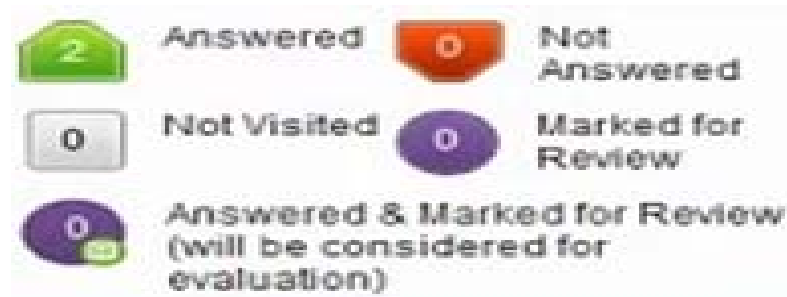 2 Answered 0 Not
Answered
0 Not Visited 0 Marked for
Review
0 Answered & Marked for Review
(will be considered for
evaluation)